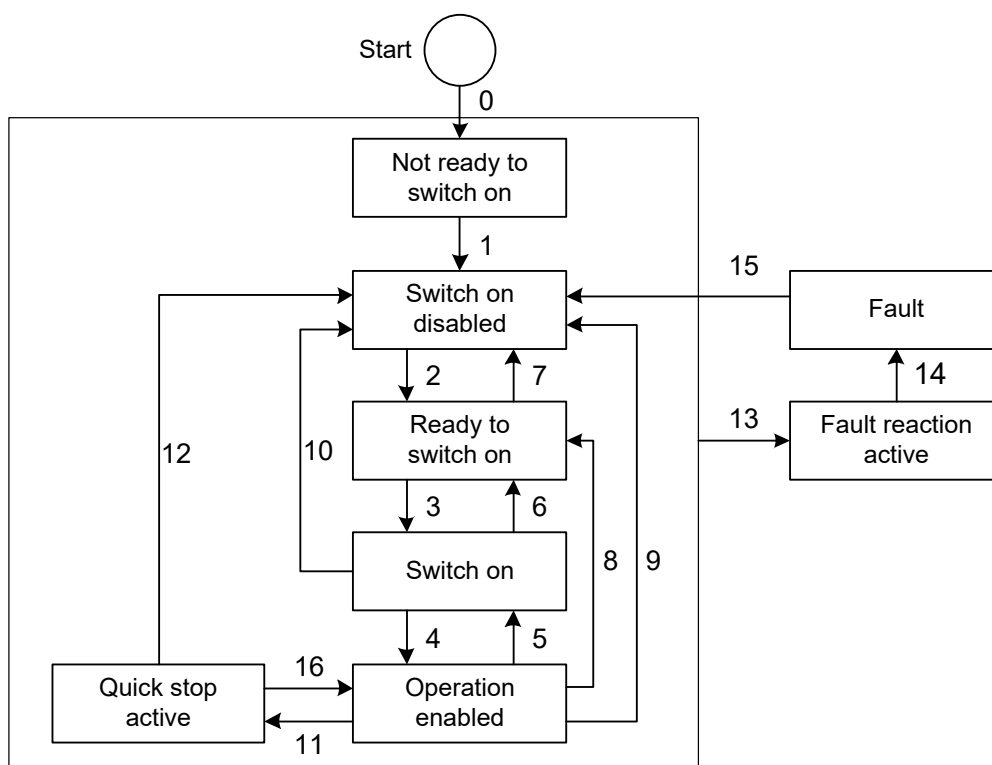 Start
0
Not ready to
switch on
1
15
Switch on
disabled
Fault
2
7
14
Ready to
switch on
13
Fault reaction
active
12
10
3
6
Switch on
8
9
4
5
16
Quick stop
active
Operation
enabled
11